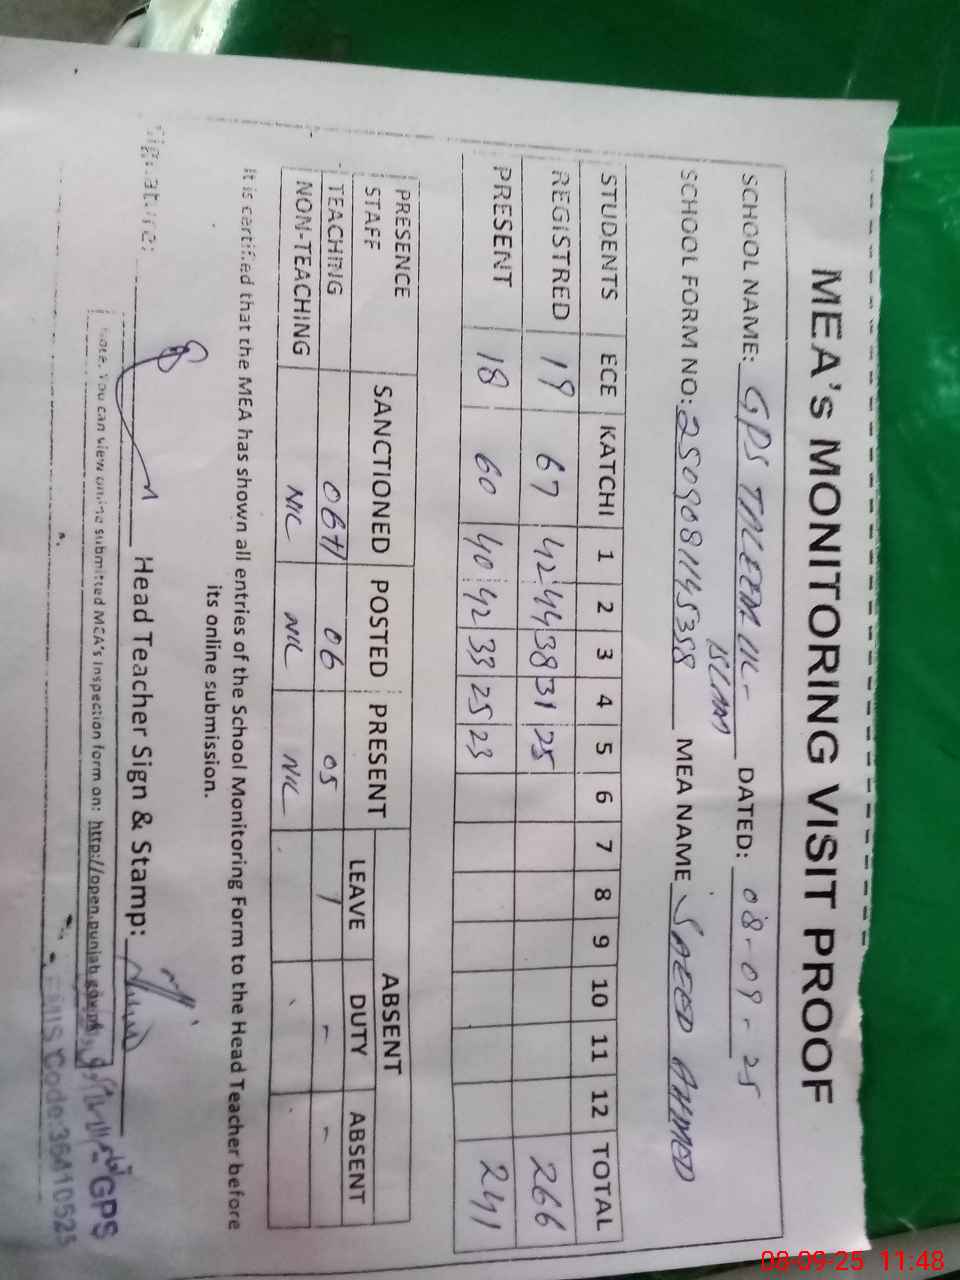 MEA's MONITORING VISIT PROOF
SCHOOL NAME: GPS TALEEM UL- ISLAM DATED: 08-09-25
SCHOOL FORM NO: MEA NAME SAEED AHMED
STUDENTS ECE KATCHI 1 2 3 4 5 6 7 8 9 10 11 12 TOTAL
REGISTRED 19 67 42 44 38 31 25 266
PRESENT 18 60 40 42 33 25 23 241
PRESENCE SANCTIONED POSTED PRESENT ABSENT
STAFF LEAVE DUTY ABSENT
TEACHING 06+1 06 05 1 - -
NON-TEACHING NIL NIL NIL
It is certified that the MEA has shown all entries of the School Monitoring Form to the Head Teacher before
its online submission.
Signature: Head Teacher Sign & Stamp:
Note: You can view online submitted MEA's Inspection form on: http://open.punjab.gov.pk
GPS
EMIS Code:36410525
08-09-25 11:48